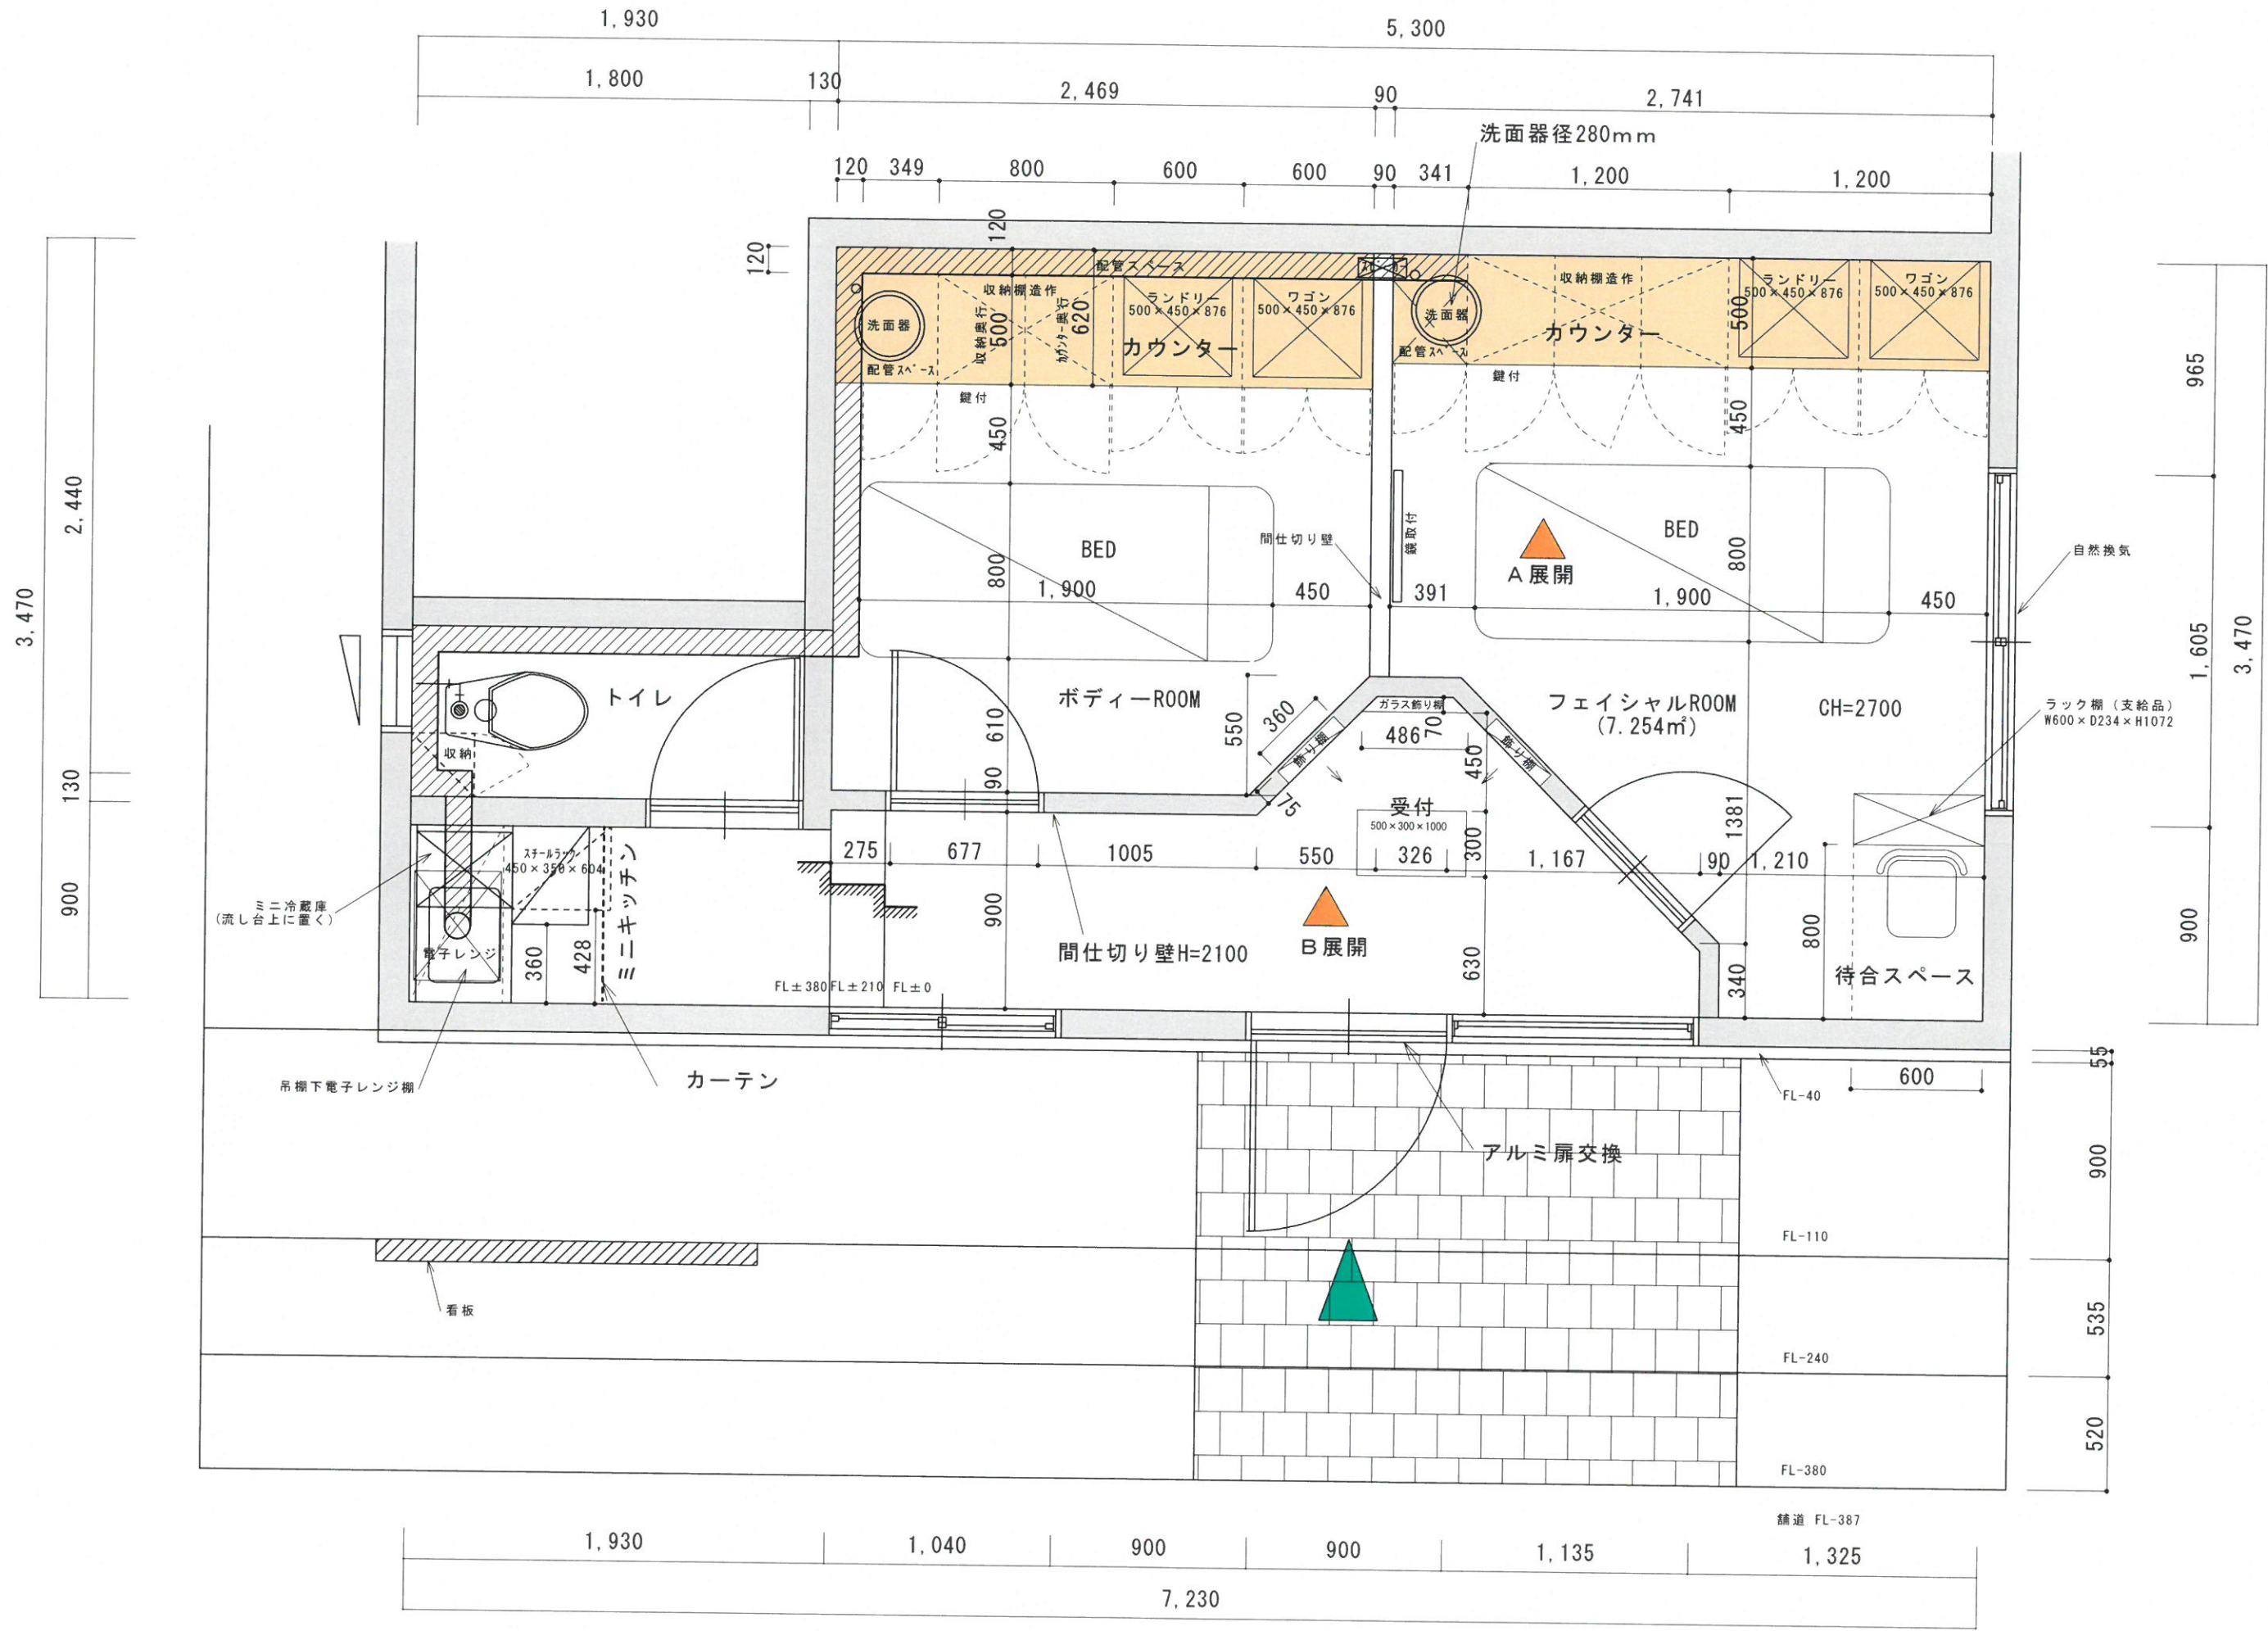 1,930
5,300
1,800
130
2,469
90
2,741
洗面器径280mm
120
349
800
600
600
90
341
1,200
1,200
120
120
配管スペース
収納棚造作
収納奥行
500
カウンター奥行
620
ランドリー
500×450×876
ワゴン
500×450×876
洗面器
カウンター
配管スペース
鍵付
洗面器
配管スペース
収納棚造作
カウンター
500
ランドリー
500×450×876
ワゴン
500×450×876
鍵付
450
450
965
2,440
3,470
130
900
BED
800
1,900
450
間仕切り壁
鏡取付
391
A展開
BED
800
1,900
450
自然換気
1,605
3,470
900
トイレ
収納
ボディーROOM
610
90
550
360
飾り棚
75
ガラス飾り棚
486
70
450
飾り棚
フェイシャルROOM
(7.254㎡)
CH=2700
ラック棚（支給品）
W600×D234×H1072
受付
500×300×1000
300
1381
275
677
1005
550
326
1,167
90
1,210
スチールラック
450×350×604
ミニキッチン
ミニ冷蔵庫
(流し台上に置く)
電子レンジ
360
428
900
間仕切り壁H=2100
B展開
630
340
800
待合スペース
FL±380
FL±210
FL±0
吊棚下電子レンジ棚
カーテン
55
600
FL-40
アルミ扉交換
900
FL-110
看板
535
FL-240
520
FL-380
舗道 FL-387
1,930
1,040
900
900
1,135
1,325
7,230